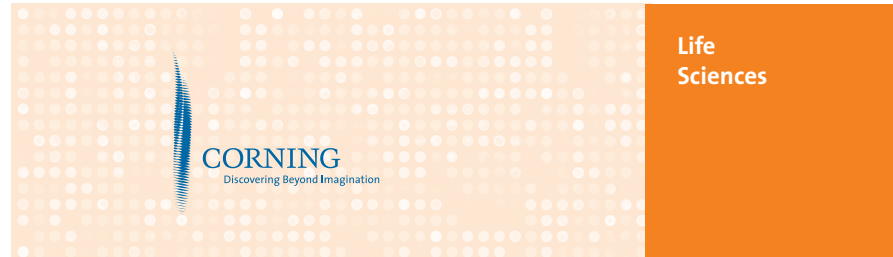 CORNING
Discovering Beyond Imagination
Life
Sciences